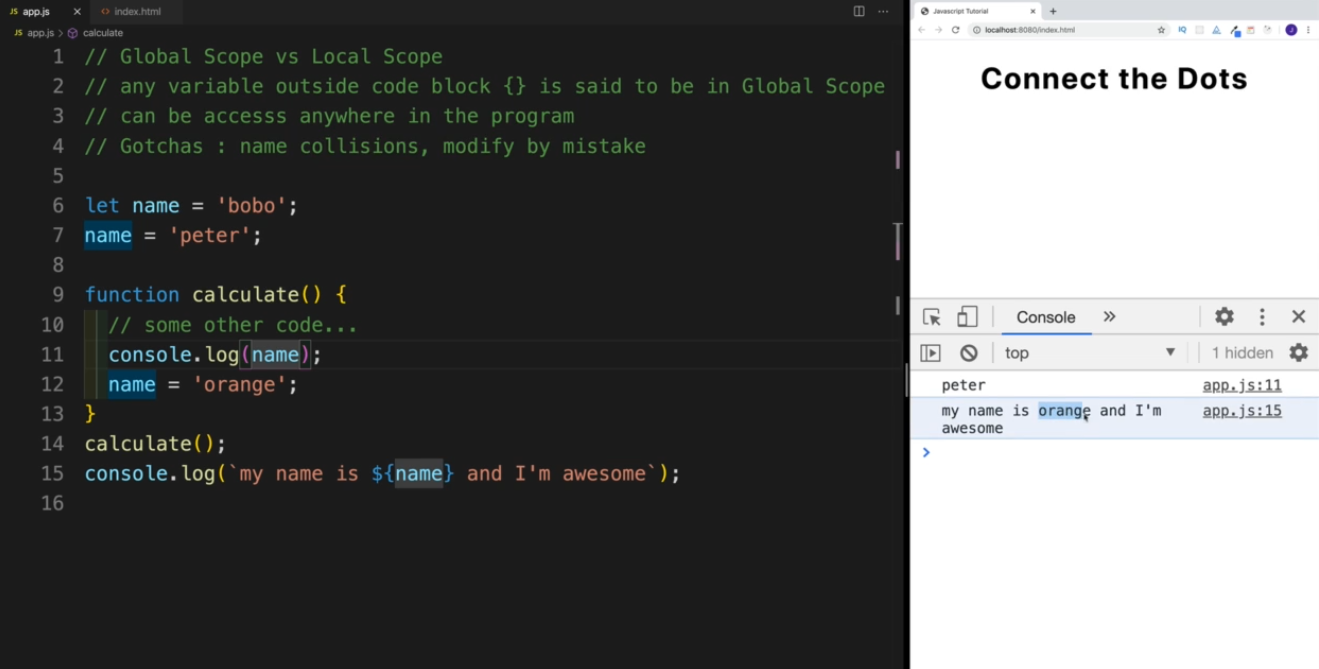 JS app.js ×
<> index.html
JS app.js > calculate
1 // Global Scope vs Local Scope
2 // any variable outside code block {} is said to be in Global Scope
3 // can be accesss anywhere in the program
4 // Gotchas : name collisions, modify by mistake
5
6 let name = 'bobo';
7 name = 'peter';
8
9 function calculate() {
10 // some other code...
11 console.log(name);
12 name = 'orange';
13 }
14 calculate();
15 console.log(`my name is ${name} and I'm awesome`);
16
Javascript Tutorial
localhost:8080/index.html
IQ
J
Connect the Dots
Console »
top
1 hidden
peter app.js:11
my name is orange and I'm app.js:15
awesome